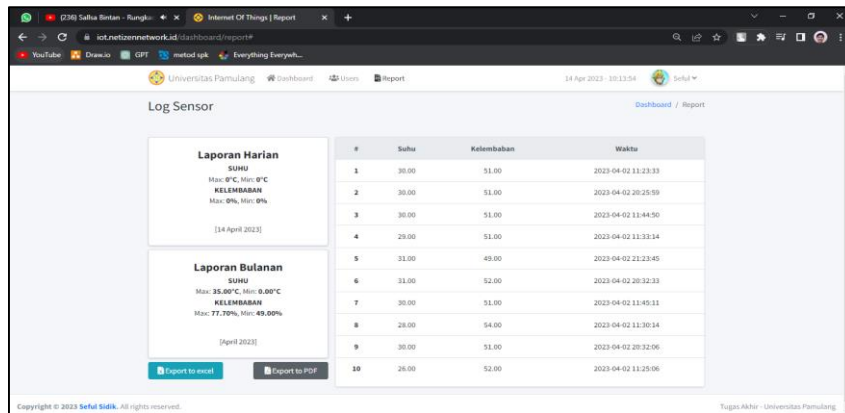 (236) Sallsa Bintan - Rungka
Internet Of Things | Report
iot.netizennetwork.id/dashboard/report#
YouTube Draw.io GPT metod spk Everything Everywh...
Universitas Pamulang Dashboard Users Report 14 Apr 2023 - 10:13:54 Seful
Log Sensor
Dashboard / Report
Laporan Harian
SUHU
Max: 0°C, Min: 0°C
KELEMBABAN
Max: 0%, Min: 0%
[14 April 2023]
Laporan Bulanan
SUHU
Max: 35.00°C, Min: 0.00°C
KELEMBABAN
Max: 77.70%, Min: 49.00%
[April 2023]
Export to excel Export to PDF
# Suhu Kelembaban Waktu
1 30.00 51.00 2023-04-02 11:23:33
2 30.00 51.00 2023-04-02 20:25:59
3 30.00 51.00 2023-04-02 11:44:50
4 29.00 51.00 2023-04-02 11:33:14
5 31.00 49.00 2023-04-02 21:23:45
6 31.00 52.00 2023-04-02 20:32:33
7 30.00 51.00 2023-04-02 11:45:11
8 28.00 54.00 2023-04-02 11:30:14
9 30.00 51.00 2023-04-02 20:32:06
10 26.00 52.00 2023-04-02 11:25:06
Copyright © 2023 Seful Sidik. All rights reserved.
Tugas Akhir - Universitas Pamulang